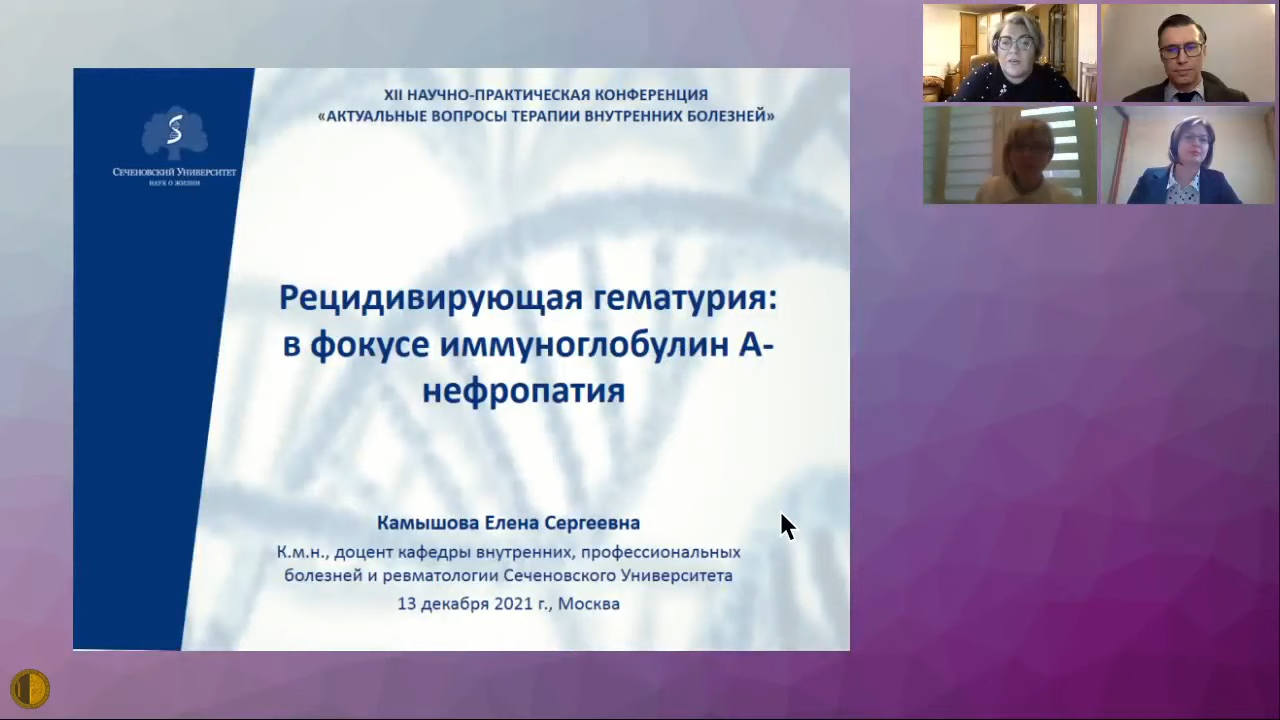 XII НАУЧНО-ПРАКТИЧЕСКАЯ КОНФЕРЕНЦИЯ
«АКТУАЛЬНЫЕ ВОПРОСЫ ТЕРАПИИ ВНУТРЕННИХ БОЛЕЗНЕЙ»
СЕЧЕНОВСКИЙ УНИВЕРСИТЕТ
НАУК О ЖИЗНИ
Рецидивирующая гематурия:
в фокусе иммуноглобулин А-
нефропатия
Камышова Елена Сергеевна
К.м.н., доцент кафедры внутренних, профессиональных
болезней и ревматологии Сеченовского Университета
13 декабря 2021 г., Москва